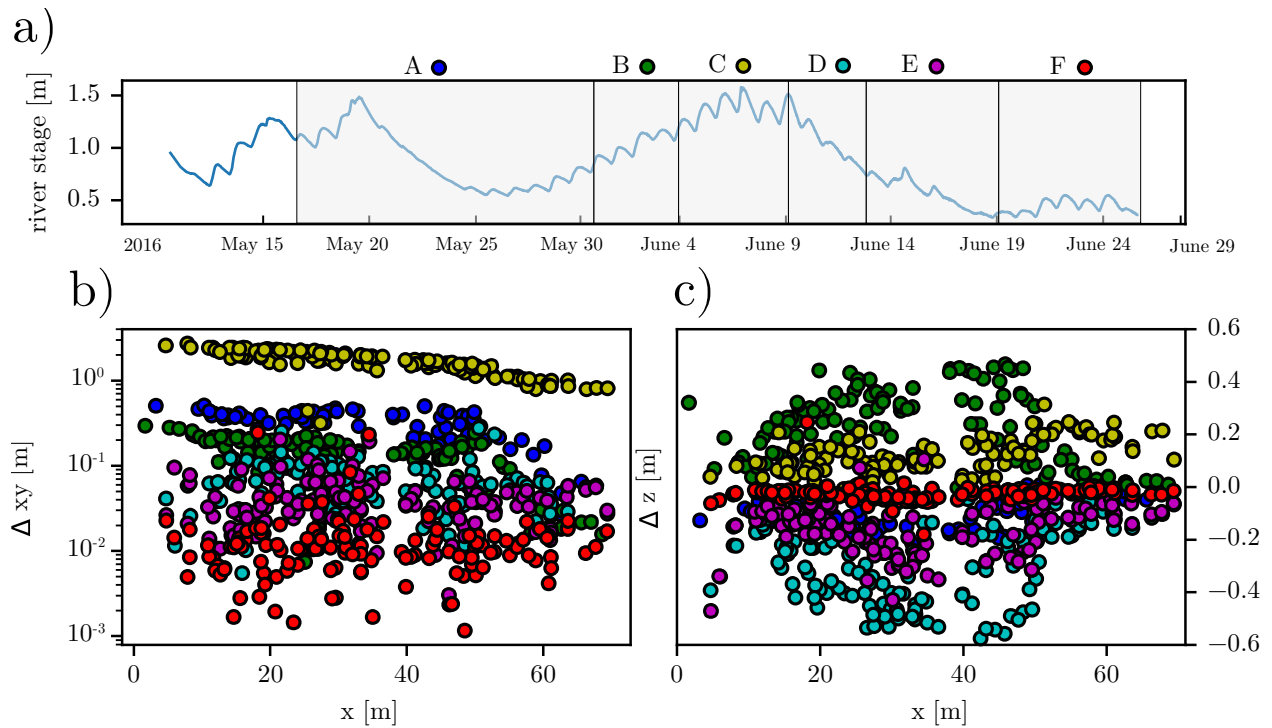 a)
A B C D E F
river stage [m]
1.5
1.0
0.5
2016 May 15 May 20 May 25 May 30 June 4 June 9 June 14 June 19 June 24 June 29
b)
Δ xy [m]
10⁰
10⁻¹
10⁻²
10⁻³
0 20 40 60
x [m]
c)
Δ z [m]
0.6
0.4
0.2
0.0
−0.2
−0.4
−0.6
0 20 40 60
x [m]